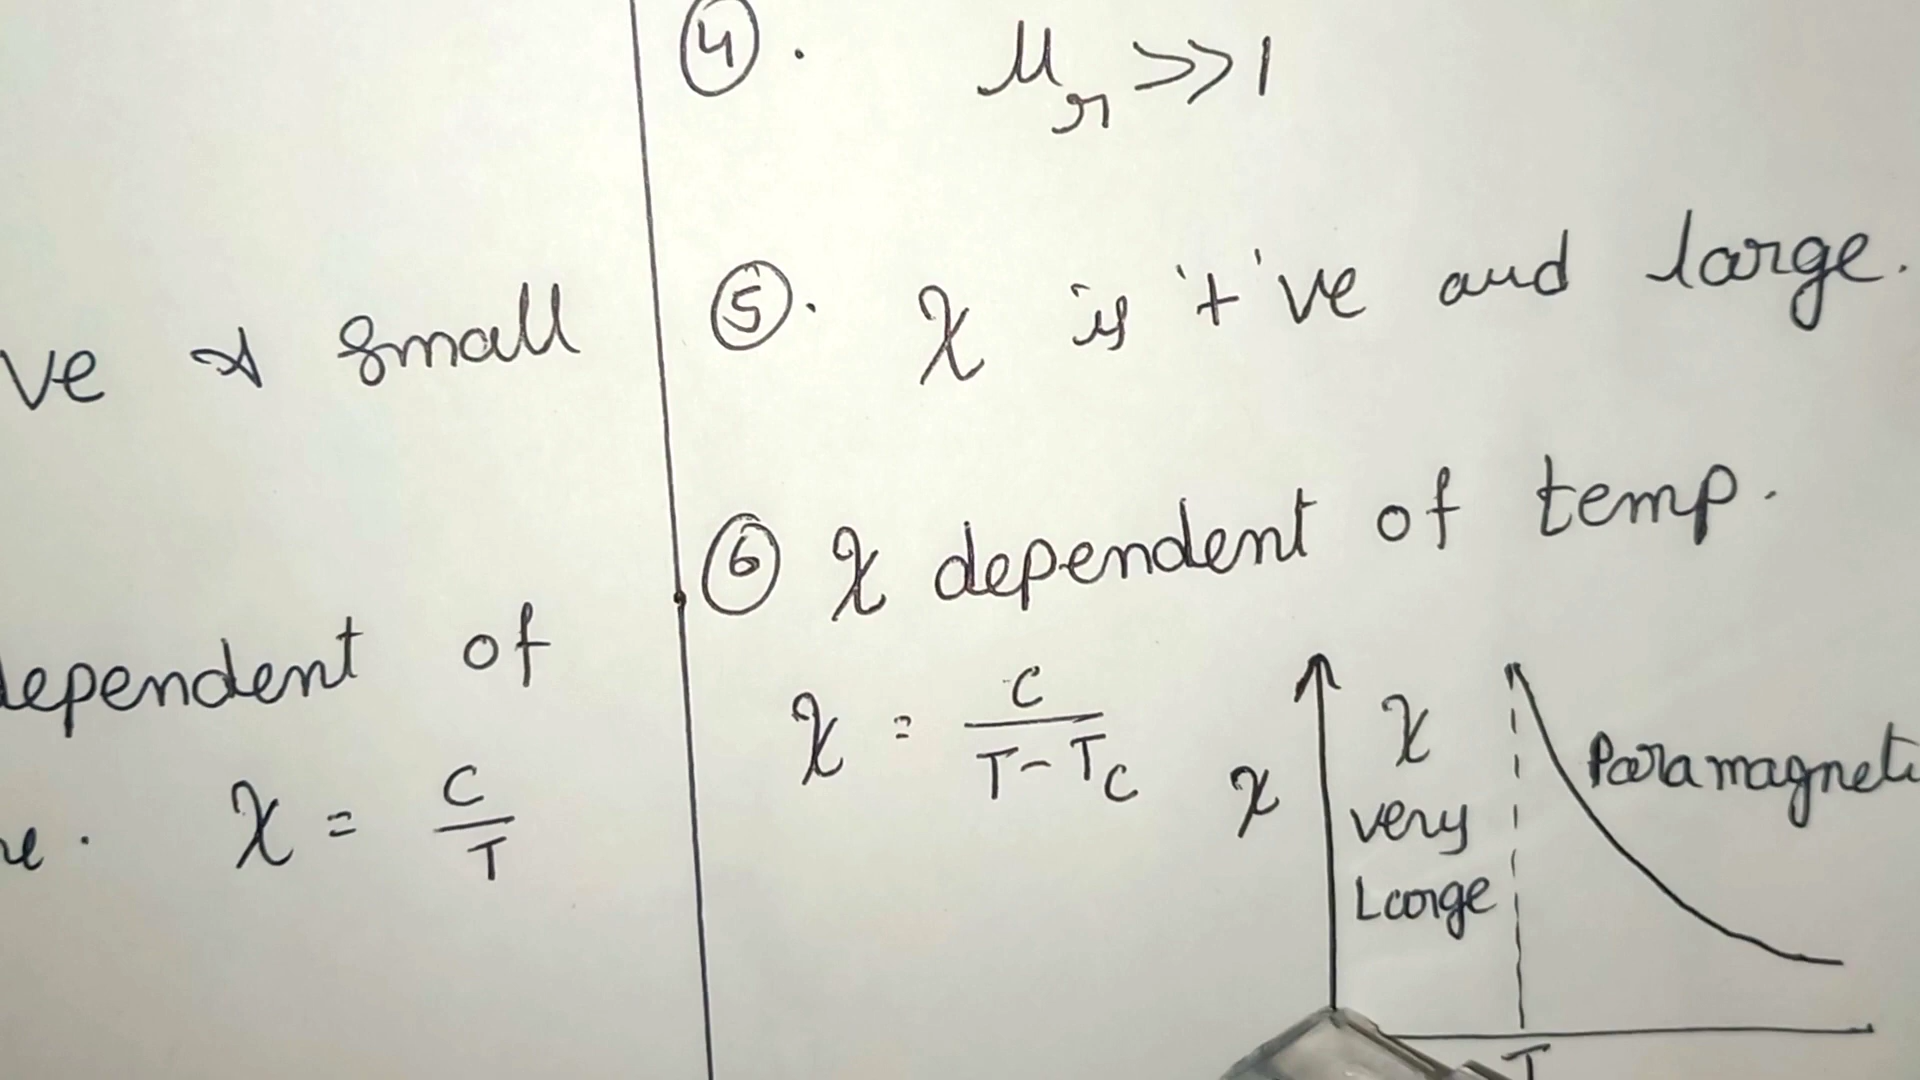 ve & small
dependent of
χ = C/T
④. μr >> 1
⑤. χ is '+'ve and large.
⑥ χ dependent of temp.
χ = C/(T - TC)
χ
χ
very
Large
Paramagneti
T